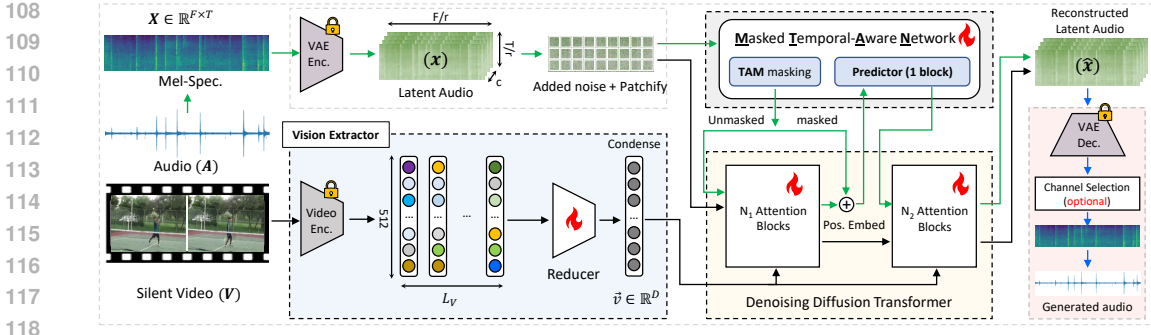 108
109
110
111
112
113
114
115
116
117
118
X ∈ ℝ^{F×T}
Mel-Spec.
Audio (A)
Silent Video (V)
VAE
Enc.
F/r
T/r
c
(x)
Latent Audio
Added noise + Patchify
Masked Temporal-Aware Network
TAM masking
Predictor (1 block)
Unmasked
masked
Vision Extractor
Video
Enc.
512
...
...
...
...
L_V
Reducer
Condense
...
v⃗ ∈ ℝ^D
N₁ Attention
Blocks
Pos. Embed
N₂ Attention
Blocks
Denoising Diffusion Transformer
Reconstructed
Latent Audio
(x̂)
VAE
Dec.
Channel Selection
(optional)
Generated audio